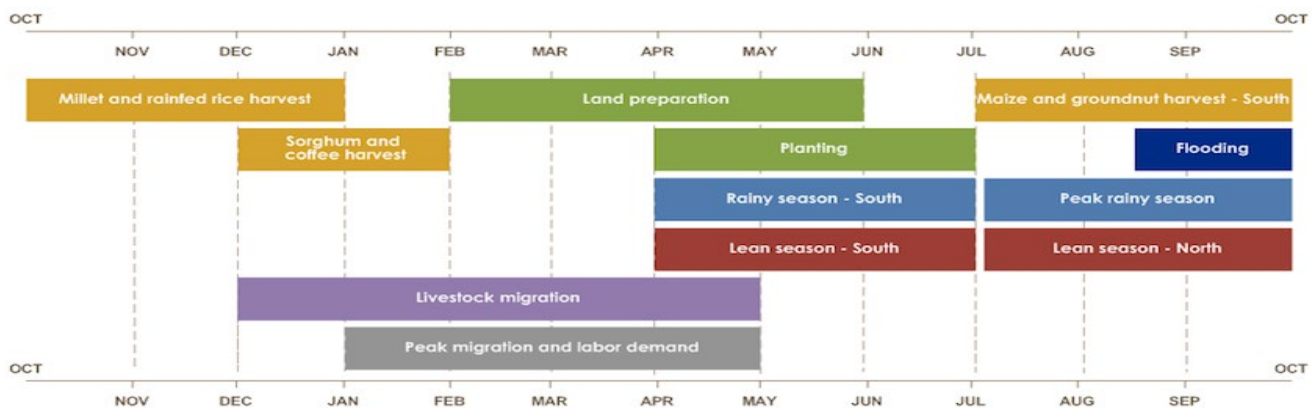 OCT OCT
NOV DEC JAN FEB MAR APR MAY JUN JUL AUG SEP
Millet and rainfed rice harvest Land preparation Maize and groundnut harvest - South
Sorghum and
coffee harvest Planting Flooding
Rainy season - South Peak rainy season
Lean season - South Lean season - North
Livestock migration
Peak migration and labor demand
OCT OCT
NOV DEC JAN FEB MAR APR MAY JUN JUL AUG SEP